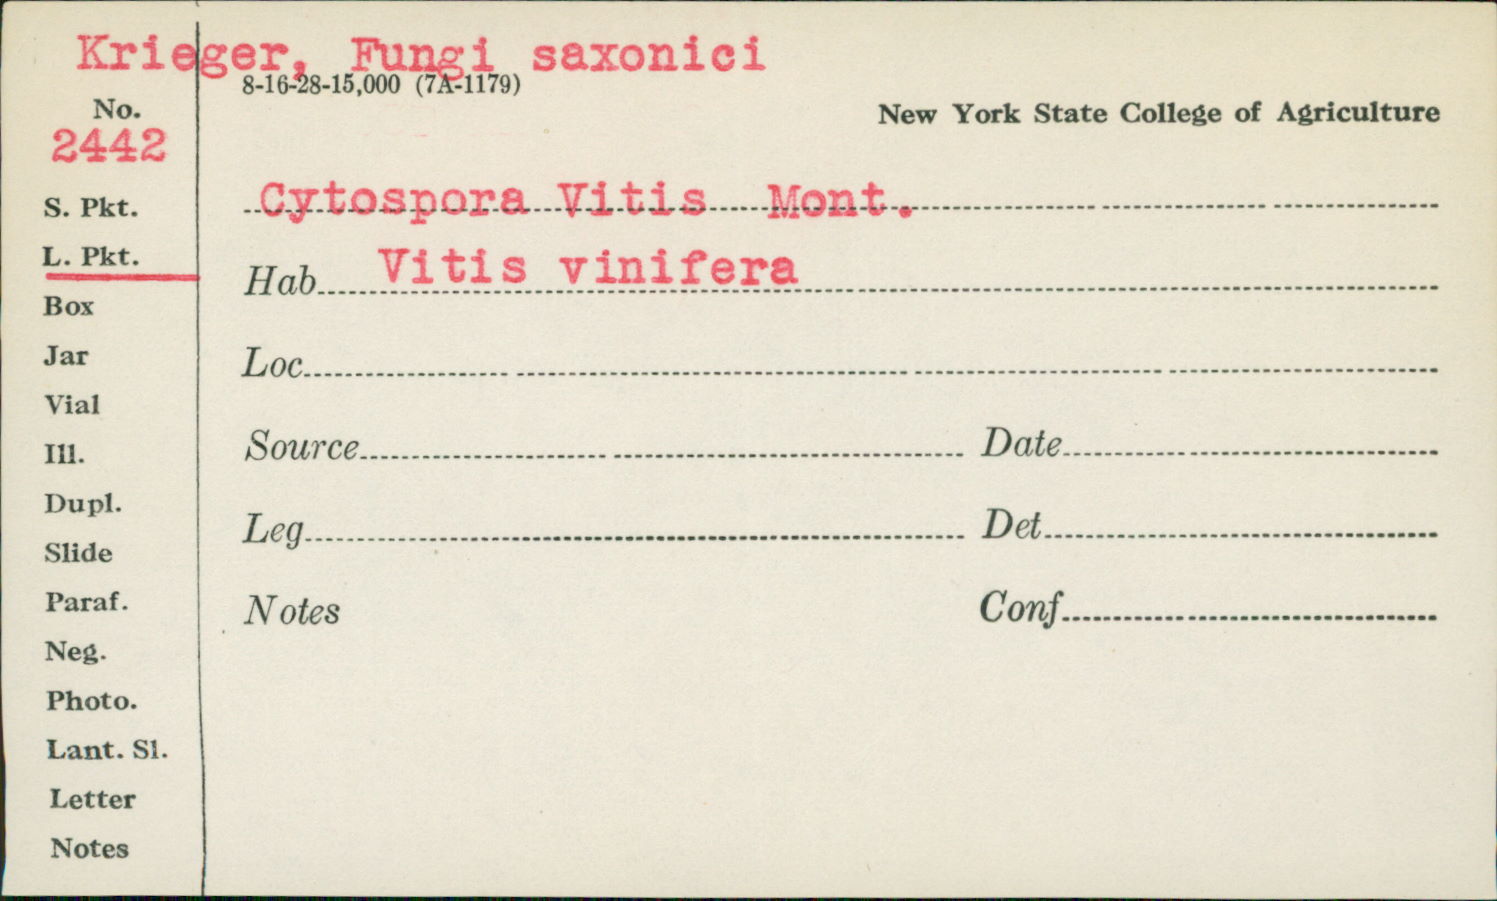 Krieger, Fungi saxonici
8-16-28-15,000 (7A-1179)
No.
New York State College of Agriculture
2442
Cytospora Vitis Mont.
S. Pkt.
L. Pkt.
Hab. Vitis vinifera
Box
Jar
Loc.
Vial
Ill.
Source Date
Dupl.
Leg. Det.
Slide
Paraf.
Notes Conf.
Neg.
Photo.
Lant. Sl.
Letter
Notes